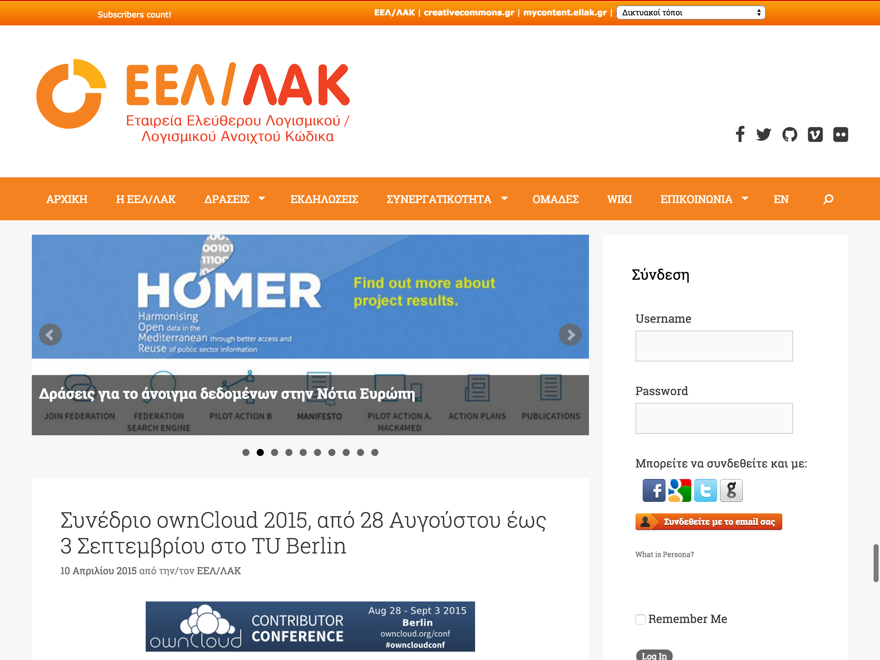 Subscribers count!
ΕΕΛ/ΛΑΚ | creativecommons.gr | mycontent.ellak.gr |
Δικτυακοί τόποι
ΕΕΛ/ΛΑΚ
Εταιρεία Ελεύθερου Λογισμικού /
Λογισμικού Ανοιχτού Κώδικα
ΑΡΧΙΚΗ
Η ΕΕΛ/ΛΑΚ
ΔΡΑΣΕΙΣ
ΕΚΔΗΛΩΣΕΙΣ
ΣΥΝΕΡΓΑΤΙΚΟΤΗΤΑ
ΟΜΑΔΕΣ
WIKI
ΕΠΙΚΟΙΝΩΝΙΑ
EN
HOMER
Harmonising
Open data in the
Mediterranean through better access and
Reuse of public sector information
Find out more about
project results.
Δράσεις για το άνοιγμα δεδομένων στην Νότια Ευρώπη
JOIN FEDERATION
FEDERATION
SEARCH ENGINE
PILOT ACTION B
MANIFESTO
PILOT ACTION A.
HACK4MED
ACTION PLANS
PUBLICATIONS
Συνέδριο ownCloud 2015, από 28 Αυγούστου έως
3 Σεπτεμβρίου στο TU Berlin
10 Απριλίου 2015 από την/τον ΕΕΛ/ΛΑΚ
ownCloud
CONTRIBUTOR
CONFERENCE
Aug 28 - Sept 3 2015
Berlin
owncloud.org/conf
#owncloudconf
Σύνδεση
Username
Password
Μπορείτε να συνδεθείτε και με:
Συνδεθείτε με το email σας
What is Persona?
Remember Me
Log In